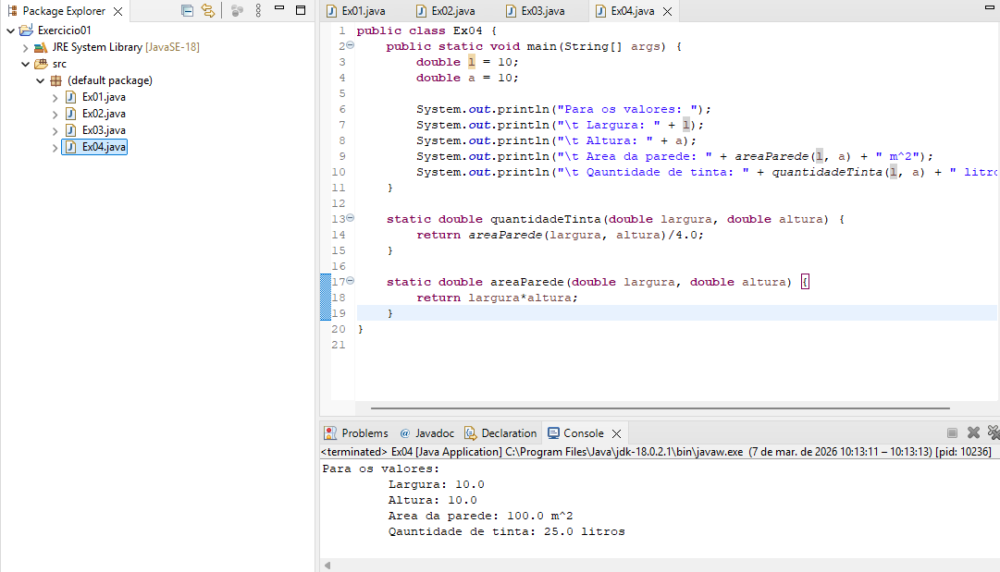 Package Explorer
Exercicio01
JRE System Library [JavaSE-18]
src
(default package)
Ex01.java
Ex02.java
Ex03.java
Ex04.java
Ex01.java Ex02.java Ex03.java Ex04.java
1 public class Ex04 {
2 public static void main(String[] args) {
3 double l = 10;
4 double a = 10;
5
6 System.out.println("Para os valores: ");
7 System.out.println("\t Largura: " + l);
8 System.out.println("\t Altura: " + a);
9 System.out.println("\t Area da parede: " + areaParede(l, a) + " m^2");
10 System.out.println("\t Qauntidade de tinta: " + quantidadeTinta(l, a) + " litro
11 }
12
13 static double quantidadeTinta(double largura, double altura) {
14 return areaParede(largura, altura)/4.0;
15 }
16
17 static double areaParede(double largura, double altura) {
18 return largura*altura;
19 }
20 }
21
Problems @ Javadoc Declaration Console
<terminated> Ex04 [Java Application] C:\Program Files\Java\jdk-18.0.2.1\bin\javaw.exe (7 de mar. de 2026 10:13:11 – 10:13:13) [pid: 10236]
Para os valores:
Largura: 10.0
Altura: 10.0
Area da parede: 100.0 m^2
Qauntidade de tinta: 25.0 litros